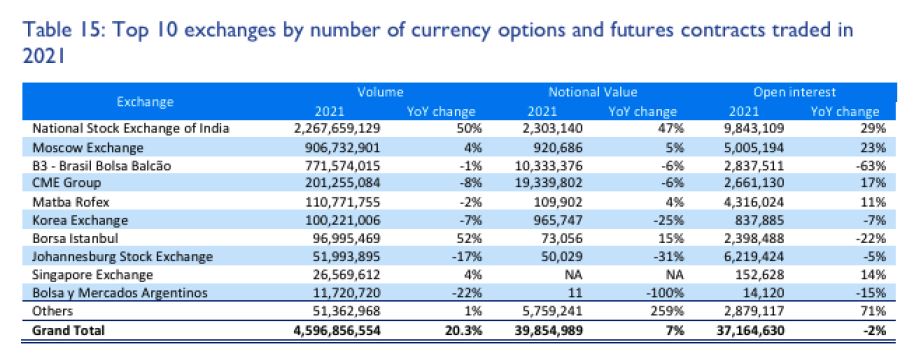 Table 15: Top 10 exchanges by number of currency options and futures contracts traded in
2021
Exchange Volume Notional Value Open interest
2021 YoY change 2021 YoY change 2021 YoY change
National Stock Exchange of India 2,267,659,129 50% 2,303,140 47% 9,843,109 29%
Moscow Exchange 906,732,901 4% 920,686 5% 5,005,194 23%
B3 - Brasil Bolsa Balcão 771,574,015 -1% 10,333,376 -6% 2,837,511 -63%
CME Group 201,255,084 -8% 19,339,802 -6% 2,661,130 17%
Matba Rofex 110,771,755 -2% 109,902 4% 4,316,024 11%
Korea Exchange 100,221,006 -7% 965,747 -25% 837,885 -7%
Borsa Istanbul 96,995,469 52% 73,056 15% 2,398,488 -22%
Johannesburg Stock Exchange 51,993,895 -17% 50,029 -31% 6,219,424 -5%
Singapore Exchange 26,569,612 4% NA NA 152,628 14%
Bolsa y Mercados Argentinos 11,720,720 -22% 11 -100% 14,120 -15%
Others 51,362,968 1% 5,759,241 259% 2,879,117 71%
Grand Total 4,596,856,554 20.3% 39,854,989 7% 37,164,630 -2%